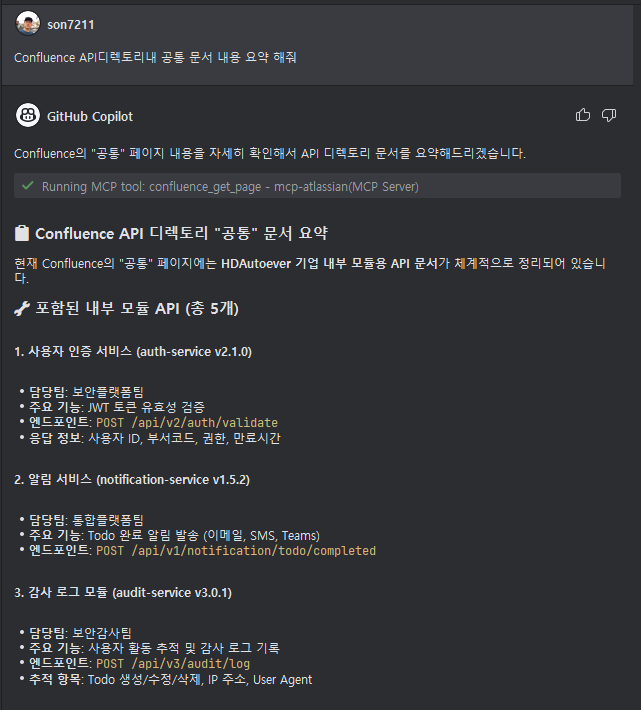 son7211
Confluence API디렉토리내 공통 문서 내용 요약 해줘
GitHub Copilot
Confluence의 "공통" 페이지 내용을 자세히 확인해서 API 디렉토리 문서를 요약해드리겠습니다.
Running MCP tool: confluence_get_page - mcp-atlassian(MCP Server)
Confluence API 디렉토리 "공통" 문서 요약
현재 Confluence의 "공통" 페이지에는 HDAutoever 기업 내부 모듈용 API 문서가 체계적으로 정리되어 있습니
다.
포함된 내부 모듈 API (총 5개)
1. 사용자 인증 서비스 (auth-service v2.1.0)
• 담당팀: 보안플랫폼팀
• 주요 기능: JWT 토큰 유효성 검증
• 엔드포인트: POST /api/v2/auth/validate
• 응답 정보: 사용자 ID, 부서코드, 권한, 만료시간
2. 알림 서비스 (notification-service v1.5.2)
• 담당팀: 통합플랫폼팀
• 주요 기능: Todo 완료 알림 발송 (이메일, SMS, Teams)
• 엔드포인트: POST /api/v1/notification/todo/completed
3. 감사 로그 모듈 (audit-service v3.0.1)
• 담당팀: 보안감사팀
• 주요 기능: 사용자 활동 추적 및 감사 로그 기록
• 엔드포인트: POST /api/v3/audit/log
• 추적 항목: Todo 생성/수정/삭제, IP 주소, User Agent